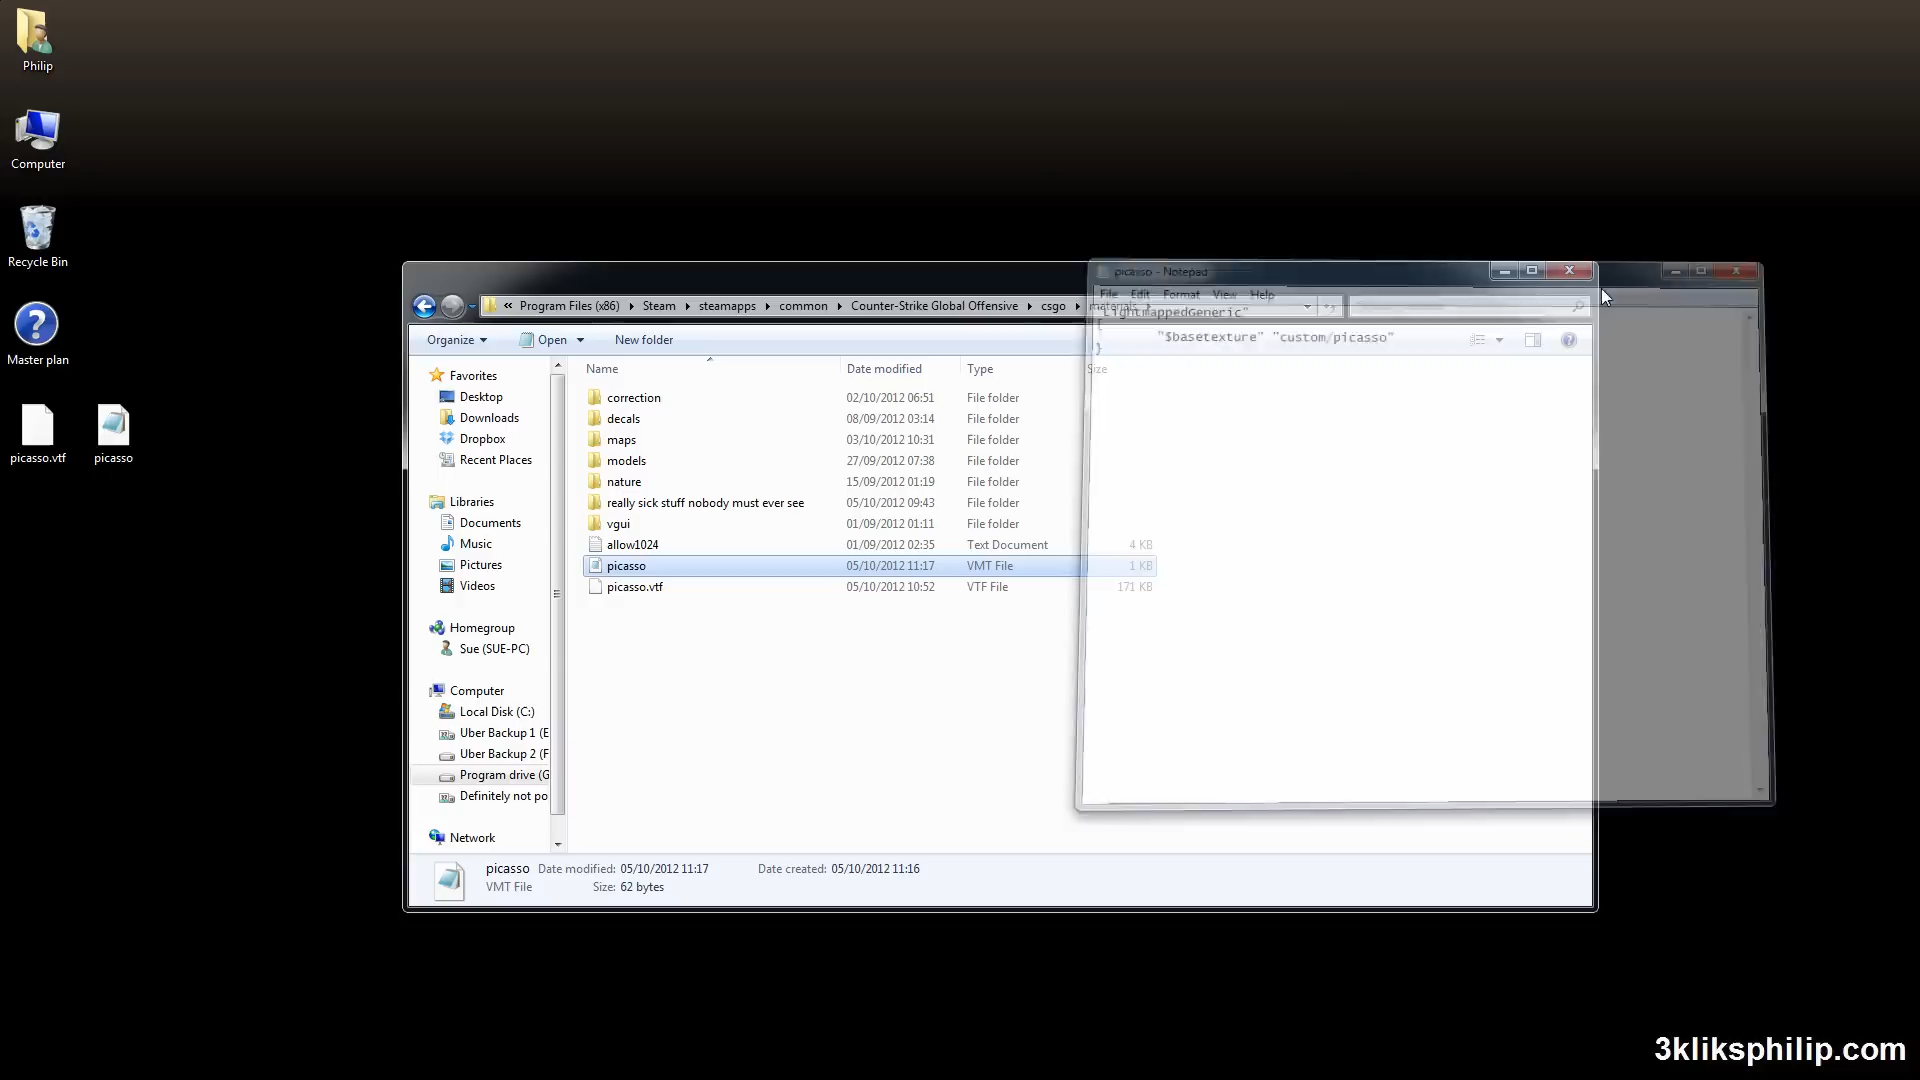 Philip
Computer
Recycle Bin
Master plan
picasso.vtf
picasso
« Program Files (x86) Steam steamapps common Counter-Strike Global Offensive csgo materials
Organize Open New folder
Favorites
Desktop
Downloads
Dropbox
Recent Places
Libraries
Documents
Music
Pictures
Videos
Homegroup
Sue (SUE-PC)
Computer
Local Disk (C:)
Uber Backup 1 (E
Uber Backup 2 (F
Program drive (G
Definitely not po
Network
Name Date modified Type Size
correction 02/10/2012 06:51 File folder
decals 08/09/2012 03:14 File folder
maps 03/10/2012 10:31 File folder
models 27/09/2012 07:38 File folder
nature 15/09/2012 01:19 File folder
really sick stuff nobody must ever see 05/10/2012 09:43 File folder
vgui 01/09/2012 01:11 File folder
allow1024 01/09/2012 02:35 Text Document 4 KB
picasso 05/10/2012 11:17 VMT File 1 KB
picasso.vtf 05/10/2012 10:52 VTF File 171 KB
picasso Date modified: 05/10/2012 11:17 Date created: 05/10/2012 11:16
VMT File Size: 62 bytes
picasso - Notepad
File Edit Format View Help
"LightmappedGeneric"
{
"$basetexture" "custom/picasso"
}
3kliksphilip.com